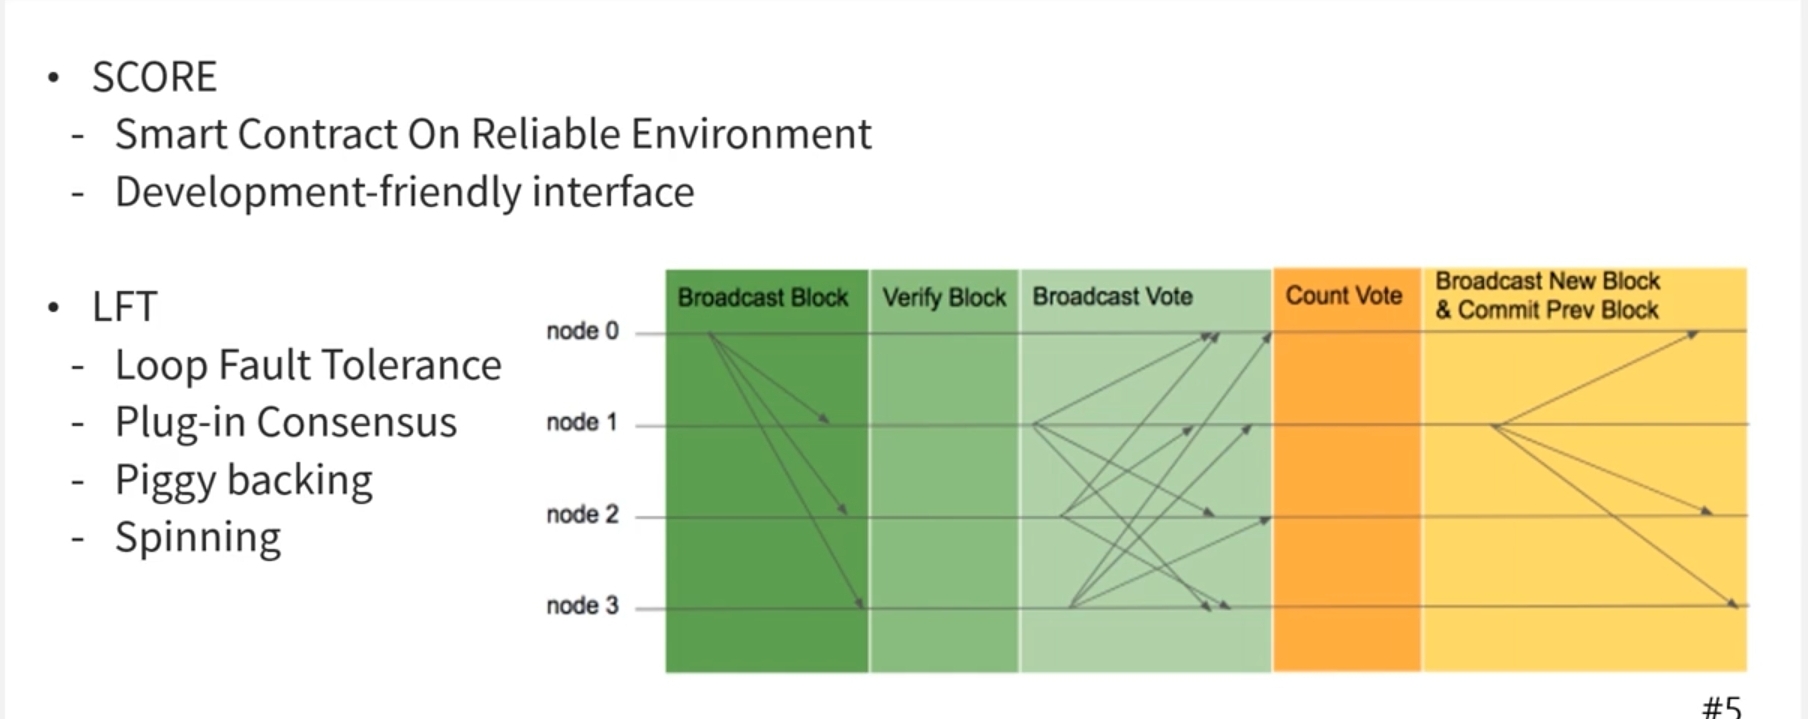 • SCORE
- Smart Contract On Reliable Environment
- Development-friendly interface
• LFT
- Loop Fault Tolerance
- Plug-in Consensus
- Piggy backing
- Spinning
Broadcast Block
Verify Block
Broadcast Vote
Count Vote
Broadcast New Block
& Commit Prev Block
node 0
node 1
node 2
node 3
#5